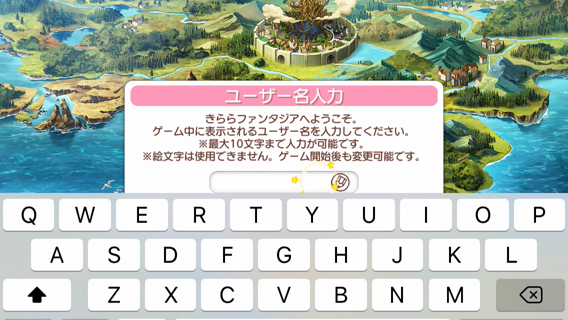 ユーザー名入力
きららファンタジアへようこそ。
ゲーム中に表示されるユーザー名を入力してください。
※最大10文字まで入力が可能です。
※絵文字は使用できません。ゲーム開始後も変更可能です。
Q W E R T Y U I O P
A S D F G H J K L
Z X C V B N M